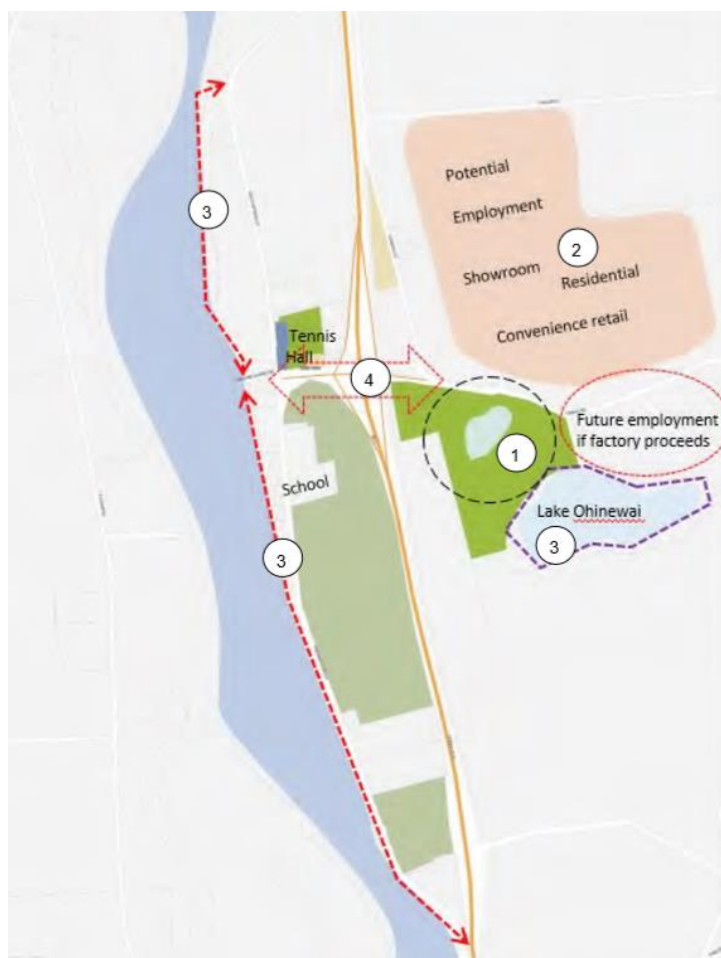 Potential
3
Employment
2
Showroom
Residential
Convenience retail
Tennis
Hall
4
Future employment
if factory proceeds
1
School
Lake Ohinewai
3
3